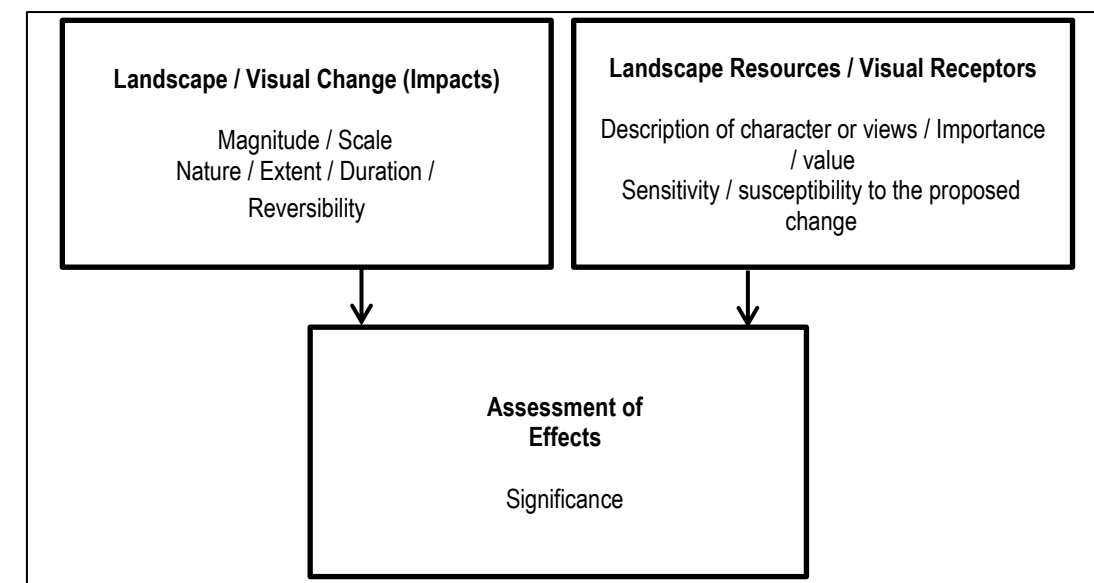 Landscape / Visual Change (Impacts)
Magnitude / Scale
Nature / Extent / Duration /
Reversibility
Landscape Resources / Visual Receptors
Description of character or views / Importance
/ value
Sensitivity / susceptibility to the proposed
change
Assessment of
Effects
Significance